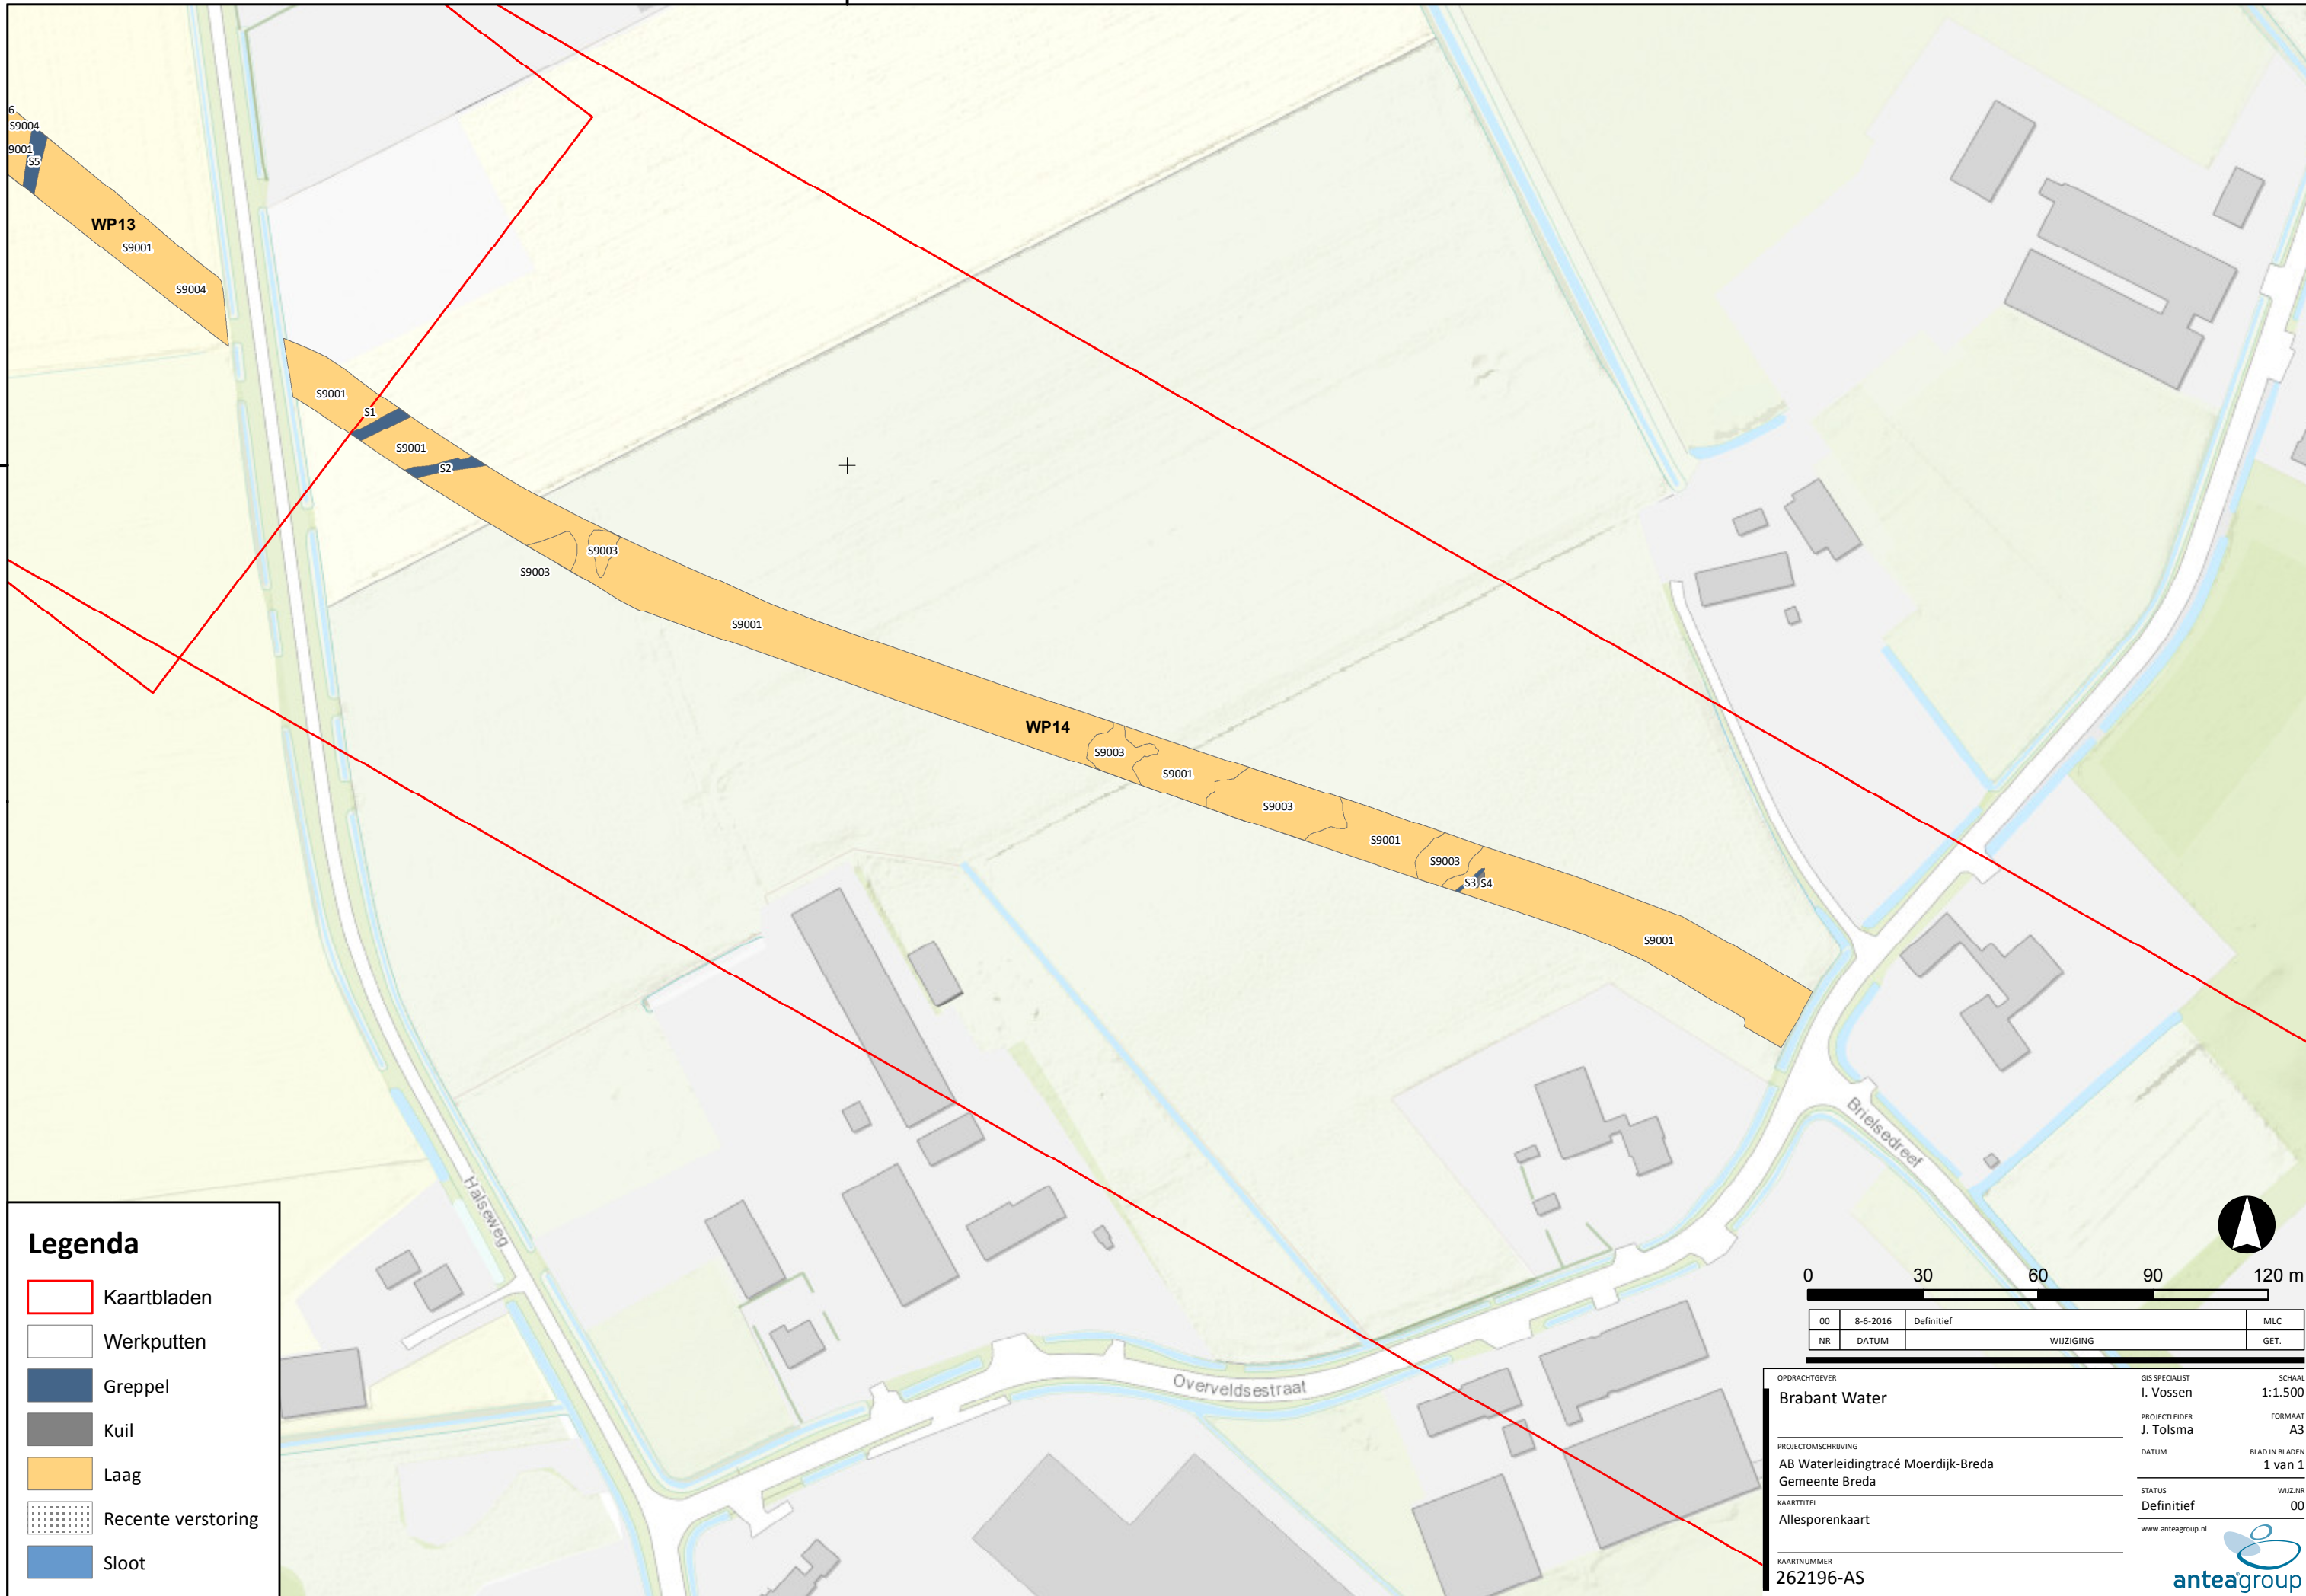 6
S9004
9001
S5
WP13
S9001
S9004
S9001
S1
S9001
S2
S9003
S9003
S9001
WP14
S9003
S9001
S9003
S9001
S9003
S3 S4
S9001
Halseweg
Overveldsestraat
Brielsedreef
Legenda
Kaartbladen
Werkputten
Greppel
Kuil
Laag
Recente verstoring
Sloot
0 30 60 90 120 m
00 8-6-2016 Definitief MLC
NR DATUM WIJZIGING GET.
OPDRACHTGEVER
Brabant Water
PROJECTOMSCHRIJVING
AB Waterleidingtracé Moerdijk-Breda
Gemeente Breda
KAARTTITEL
Allesporenkaart
KAARTNUMMER
262196-AS
GIS SPECIALIST SCHAAL
I. Vossen 1:1.500
PROJECTLEIDER FORMAAT
J. Tolsma A3
DATUM BLAD IN BLADEN
1 van 1
STATUS WIJZ.NR
Definitief 00
www.anteagroup.nl
anteagroup